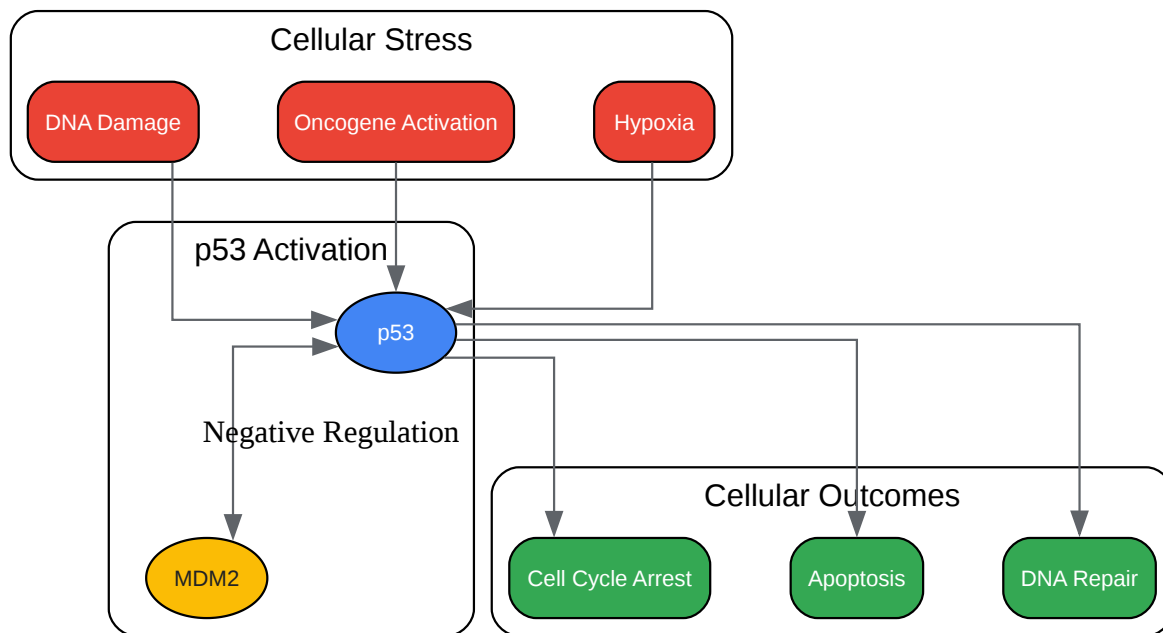 Cellular Stress
DNA Damage
Oncogene Activation
Hypoxia
p53 Activation
p53
Negative Regulation
MDM2
Cellular Outcomes
Cell Cycle Arrest
Apoptosis
DNA Repair